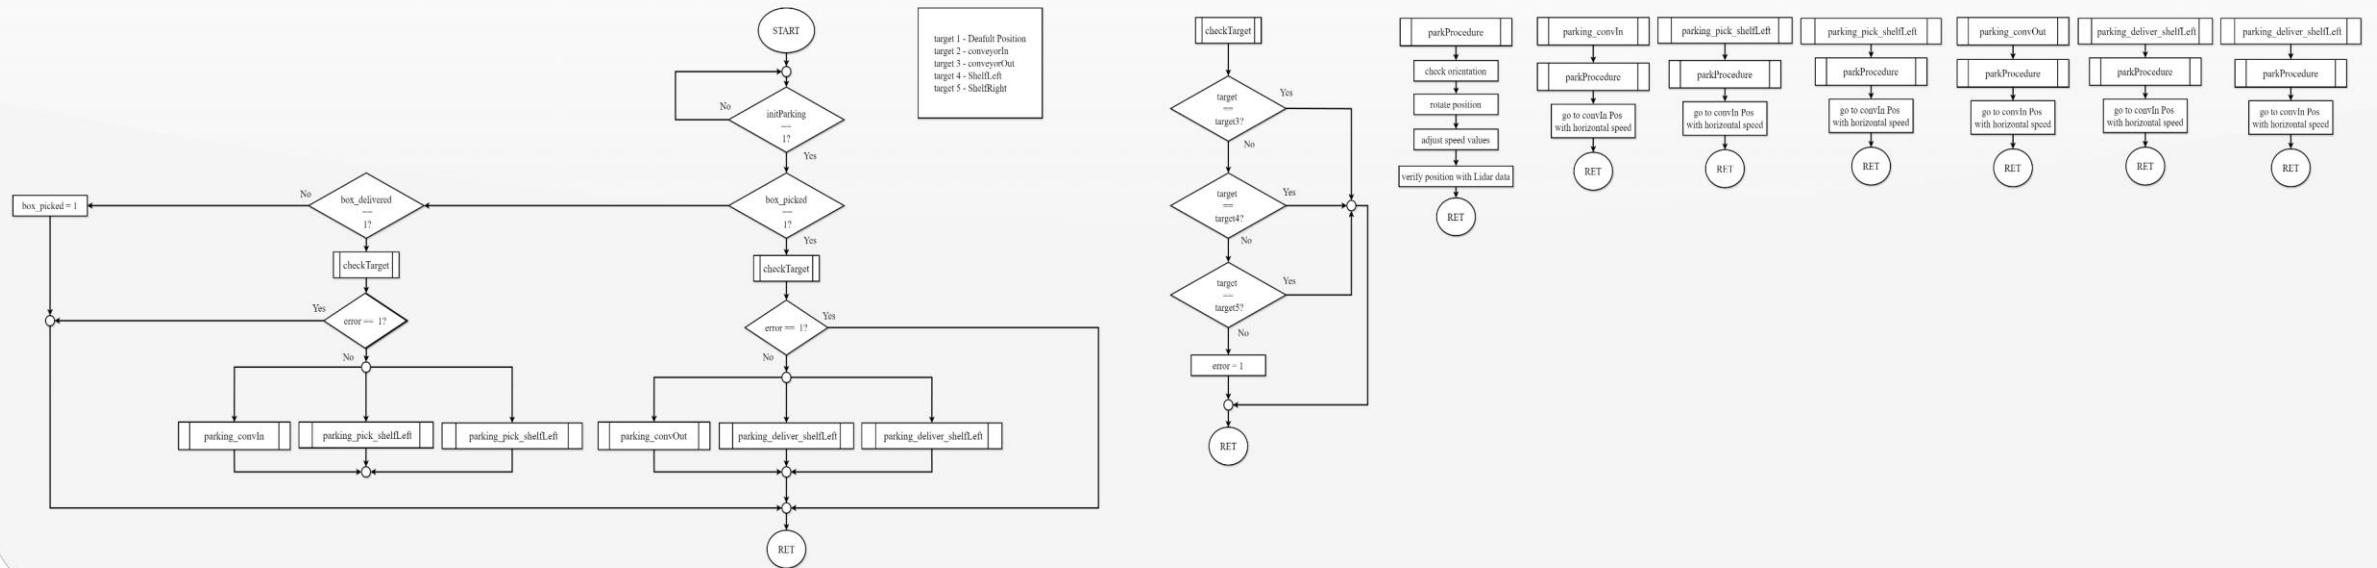 START
target 1 - Deafult Position
target 2 - conveyorIn
target 3 - conveyorOut
target 4 - ShelfLeft
target 5 - ShelfRight
No
initParking
==
1?
Yes
box_picked = 1
No
box_delivered
==
1?
box_picked
==
1?
Yes
checkTarget
checkTarget
Yes
error == 1?
No
error == 1?
Yes
No
parking_convIn
parking_pick_shelfLeft
parking_pick_shelfLeft
parking_convOut
parking_deliver_shelfLeft
parking_deliver_shelfLeft
RET
checkTarget
target
==
target3?
Yes
No
target
==
target4?
Yes
No
target
==
target5?
Yes
No
error = 1
RET
parkProcedure
check orientation
rotate position
adjust speed values
verify position with Lidar data
RET
parking_convIn
parkProcedure
go to convIn Pos
with horizontal speed
RET
parking_pick_shelfLeft
parkProcedure
go to convIn Pos
with horizontal speed
RET
parking_pick_shelfLeft
parkProcedure
go to convIn Pos
with horizontal speed
RET
parking_convOut
parkProcedure
go to convIn Pos
with horizontal speed
RET
parking_deliver_shelfLeft
parkProcedure
go to convIn Pos
with horizontal speed
RET
parking_deliver_shelfLeft
parkProcedure
go to convIn Pos
with horizontal speed
RET